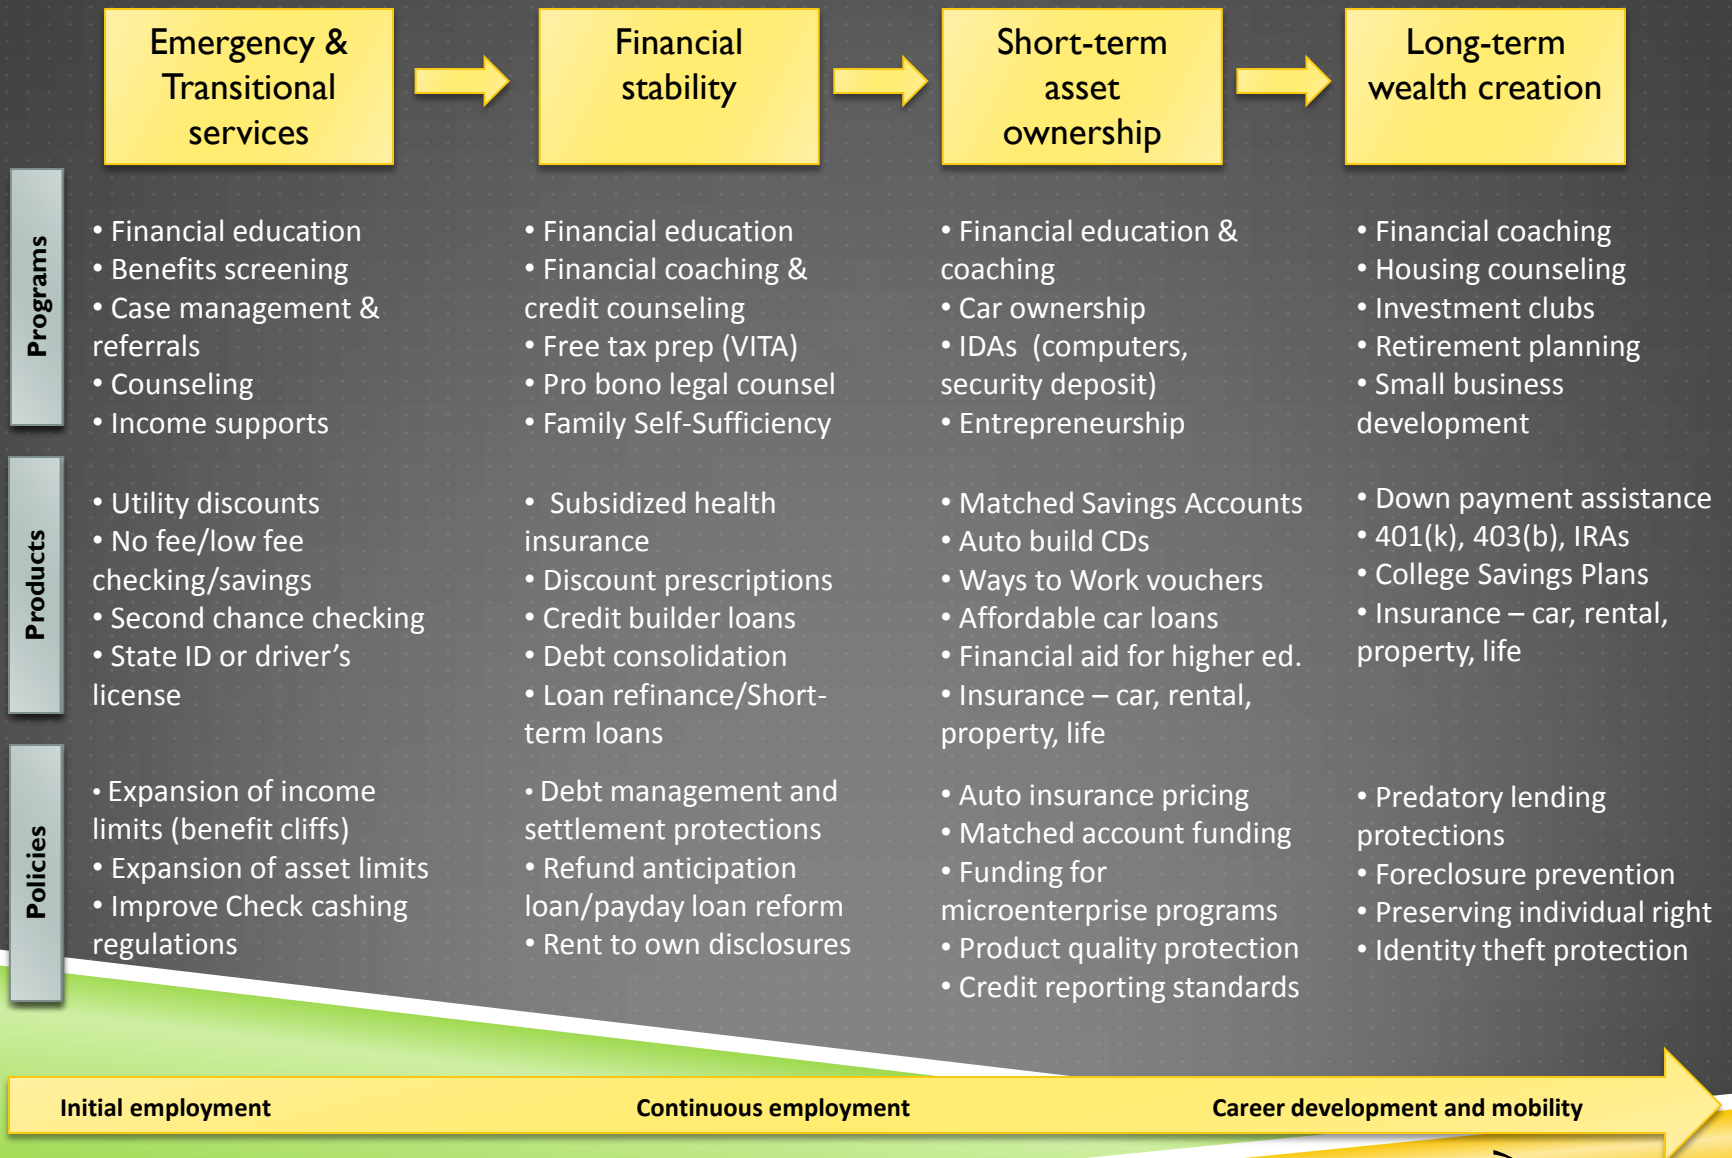 Emergency &
Transitional
services
Financial
stability
Short-term
asset
ownership
Long-term
wealth creation
Programs
• Financial education
• Benefits screening
• Case management &
referrals
• Counseling
• Income supports
• Financial education
• Financial coaching &
credit counseling
• Free tax prep (VITA)
• Pro bono legal counsel
• Family Self-Sufficiency
• Financial education &
coaching
• Car ownership
• IDAs (computers,
security deposit)
• Entrepreneurship
• Financial coaching
• Housing counseling
• Investment clubs
• Retirement planning
• Small business
development
Products
• Utility discounts
• No fee/low fee
checking/savings
• Second chance checking
• State ID or driver’s
license
• Subsidized health
insurance
• Discount prescriptions
• Credit builder loans
• Debt consolidation
• Loan refinance/Short-
term loans
• Matched Savings Accounts
• Auto build CDs
• Ways to Work vouchers
• Affordable car loans
• Financial aid for higher ed.
• Insurance – car, rental,
property, life
• Down payment assistance
• 401(k), 403(b), IRAs
• College Savings Plans
• Insurance – car, rental,
property, life
Policies
• Expansion of income
limits (benefit cliffs)
• Expansion of asset limits
• Improve Check cashing
regulations
• Debt management and
settlement protections
• Refund anticipation
loan/payday loan reform
• Rent to own disclosures
• Auto insurance pricing
• Matched account funding
• Funding for
microenterprise programs
• Product quality protection
• Credit reporting standards
• Predatory lending
protections
• Foreclosure prevention
• Preserving individual right
• Identity theft protection
Initial employment
Continuous employment
Career development and mobility